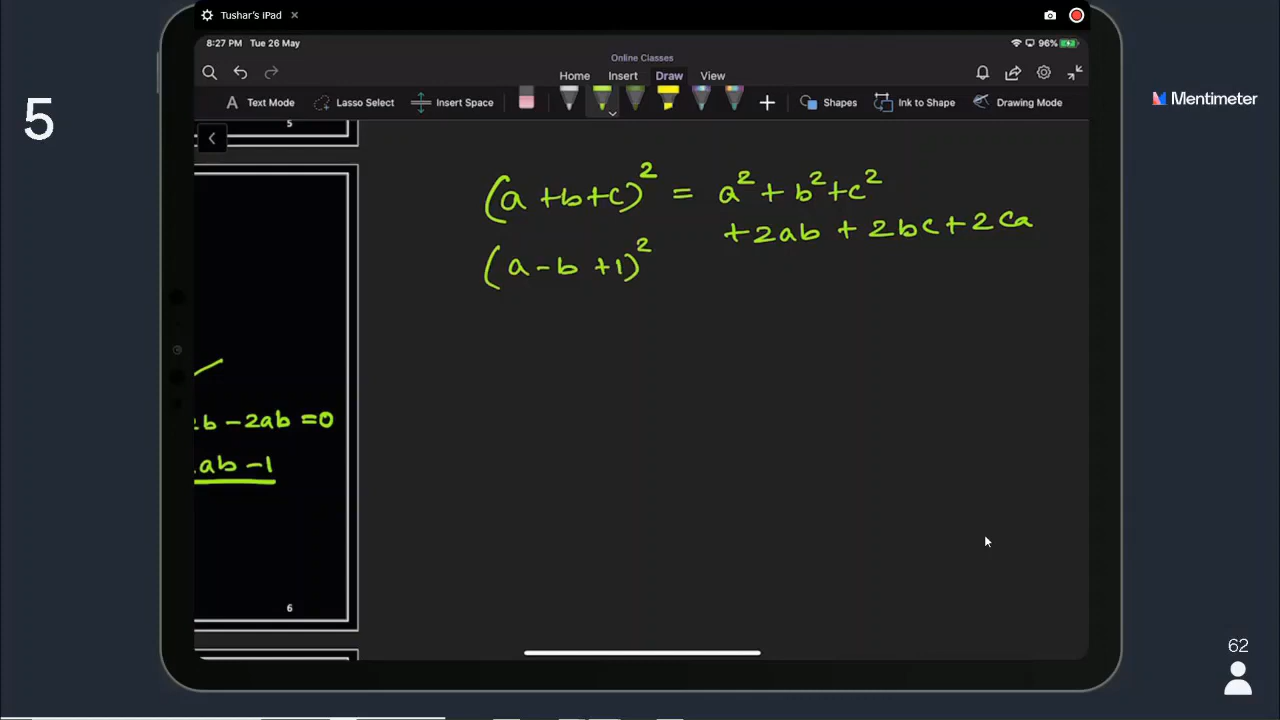 Tushar's iPad ×
5
8:27 PM Tue 26 May
96%
Online Classes
Home Insert Draw View
Mentimeter
A Text Mode Lasso Select Insert Space Shapes Ink to Shape Drawing Mode
5
(a+b+c)² = a²+b²+c²
+2ab + 2bc + 2ca
(a-b+1)²
2b - 2ab = 0
ab - 1
6
62